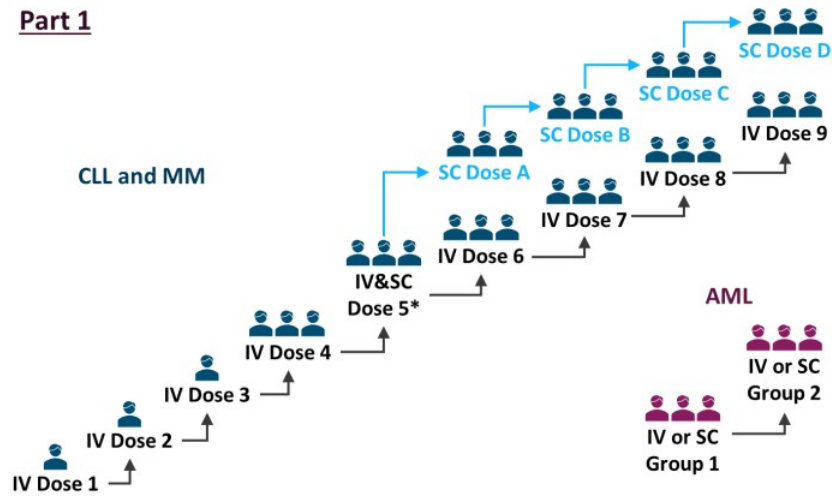 Part 1
SC Dose D
SC Dose C
SC Dose B
SC Dose A
IV Dose 9
CLL and MM
IV Dose 8
IV Dose 7
IV Dose 6
IV&SC
Dose 5*
AML
IV Dose 4
IV Dose 3
IV or SC
Group 2
IV Dose 2
IV or SC
Group 1
IV Dose 1